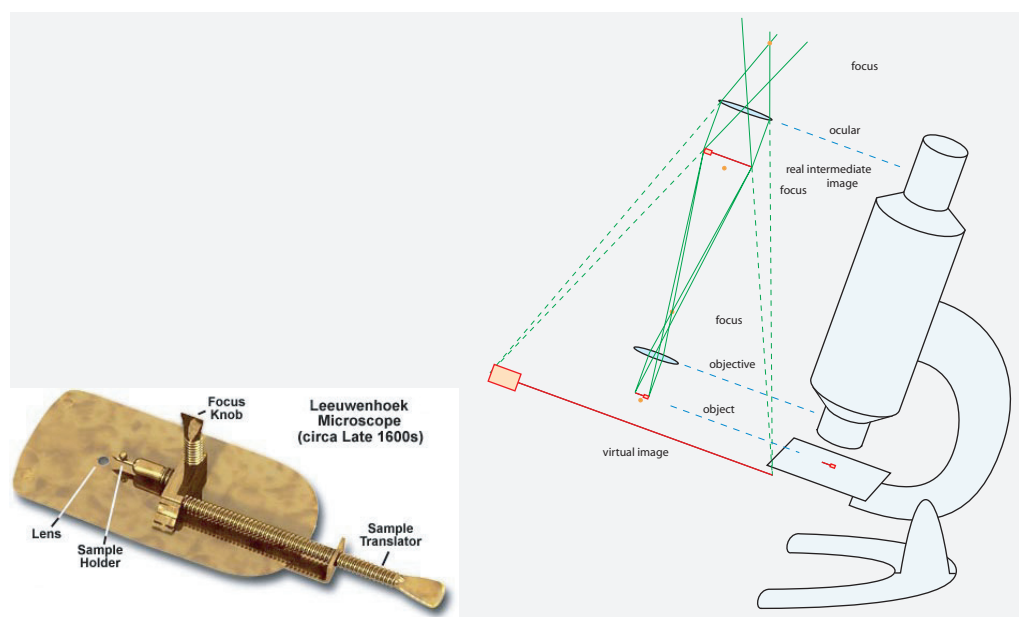 focus
ocular
real intermediate
image
focus
focus
objective
object
virtual image
Focus
Knob
Leeuwenhoek
Microscope
(circa Late 1600s)
Lens
Sample
Holder
Sample
Translator